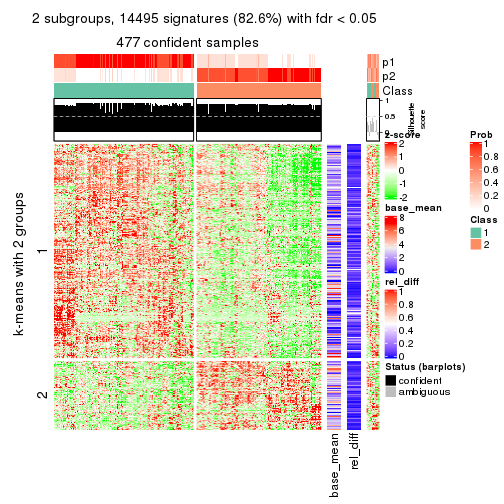 2 subgroups, 14495 signatures (82.6%) with fdr < 0.05
477 confident samples
p1
p2
Class
1
0.5
0
Silhouette
score
k-means with 2 groups
1
2
base_mean
rel_diff
z-score
2
1
0
-1
-2
base_mean
8
6
4
2
0
rel_diff
1
0.8
0.6
0.4
0.2
0
Status (barplots)
confident
ambiguous
Prob
1
0.8
0.6
0.4
0.2
0
Class
1
2